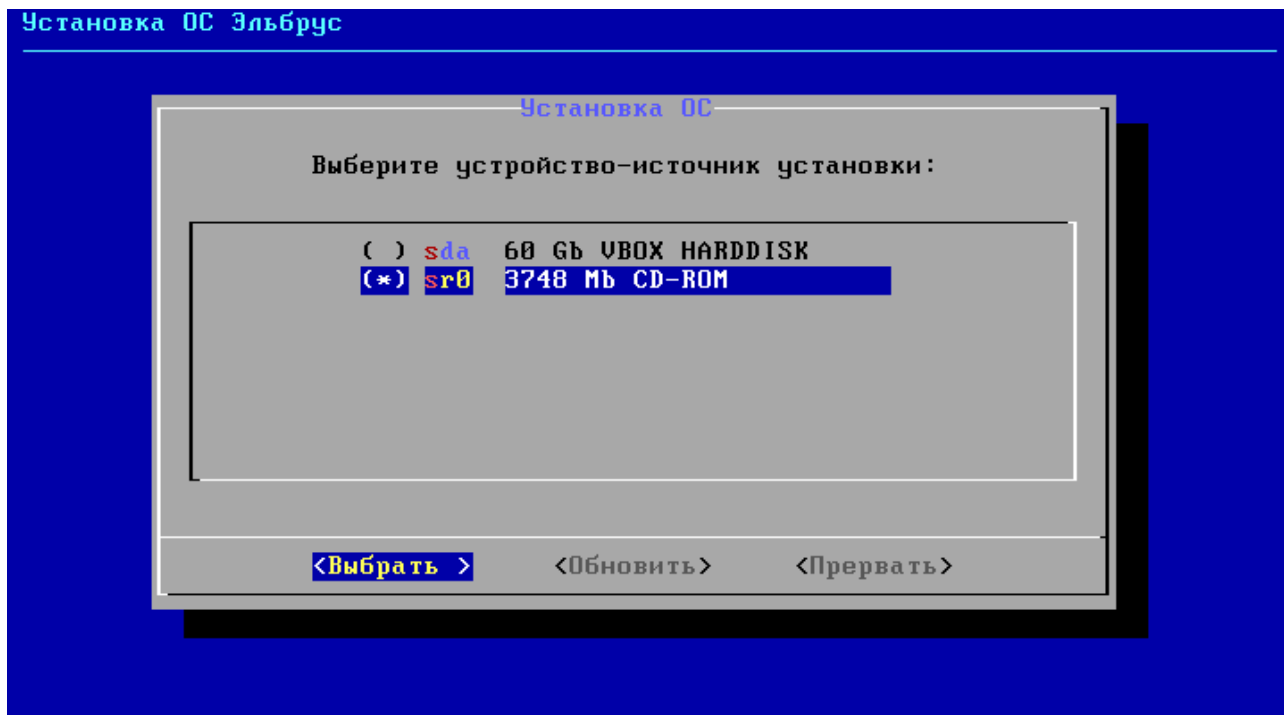 Установка ОС Эльбрус
Установка ОС
Выберите устройство-источник установки:
( ) sda 60 Gb VBOX HARDDISK
(*) sr0 3748 Mb CD-ROM
<Выбрать > <Обновить> <Прервать>